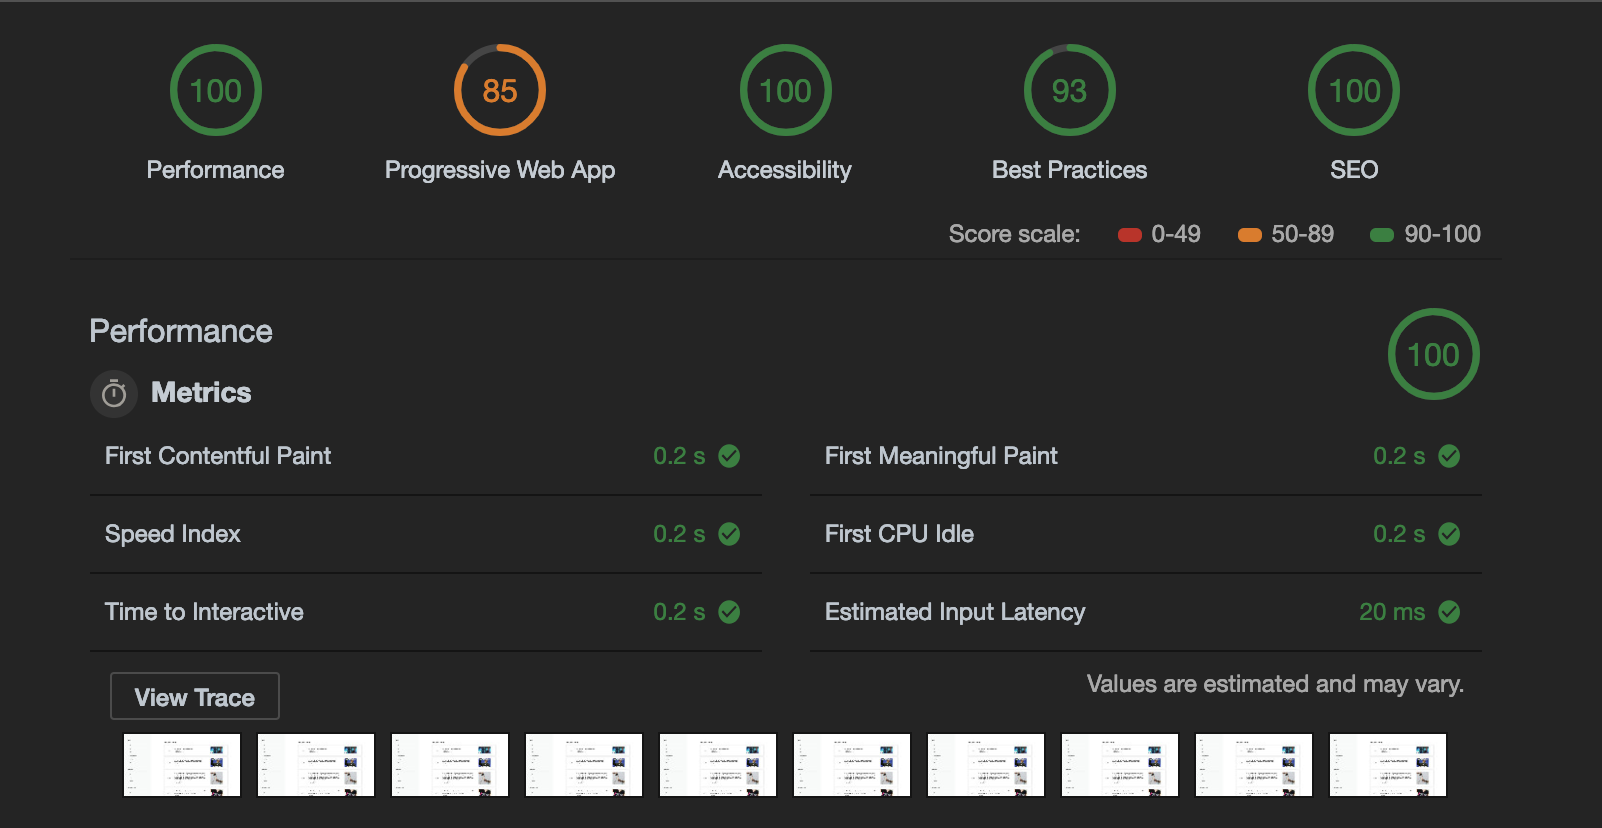 100
85
100
93
100
Performance
Progressive Web App
Accessibility
Best Practices
SEO
Score scale: 0-49 50-89 90-100
Performance
100
Metrics
First Contentful Paint 0.2 s
First Meaningful Paint 0.2 s
Speed Index 0.2 s
First CPU Idle 0.2 s
Time to Interactive 0.2 s
Estimated Input Latency 20 ms
View Trace
Values are estimated and may vary.